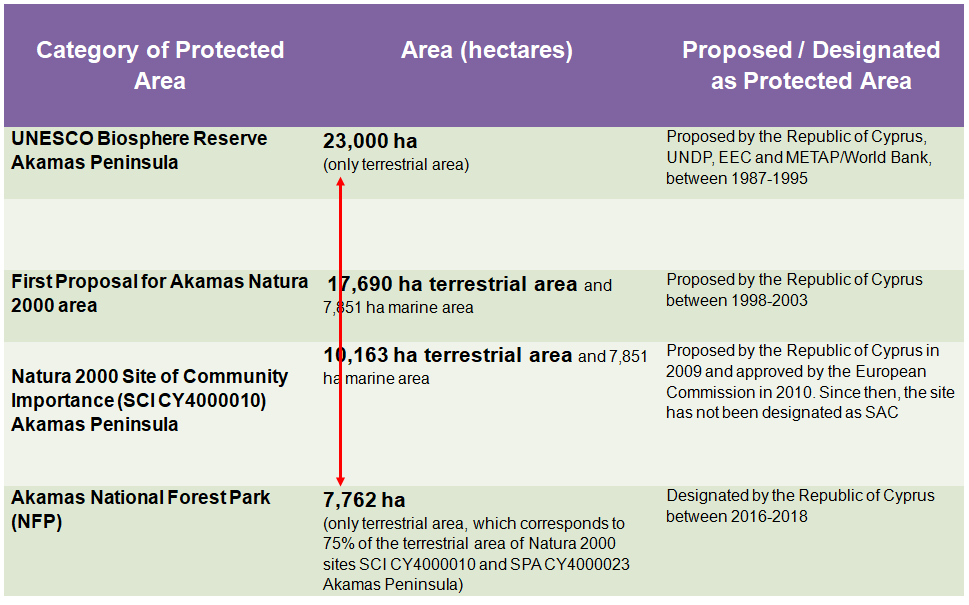 Category of Protected
Area
Area (hectares)
Proposed / Designated
as Protected Area
UNESCO Biosphere Reserve
Akamas Peninsula
23,000 ha
(only terrestrial area)
Proposed by the Republic of Cyprus,
UNDP, EEC and METAP/World Bank,
between 1987-1995
First Proposal for Akamas Natura
2000 area
17,690 ha terrestrial area and
7,851 ha marine area
Proposed by the Republic of Cyprus
between 1998-2003
Natura 2000 Site of Community
Importance (SCI CY4000010)
Akamas Peninsula
10,163 ha terrestrial area and 7,851
ha marine area
Proposed by the Republic of Cyprus in
2009 and approved by the European
Commission in 2010. Since then, the site
has not been designated as SAC
Akamas National Forest Park
(NFP)
7,762 ha
(only terrestrial area, which corresponds to
75% of the terrestrial area of Natura 2000
sites SCI CY4000010 and SPA CY4000023
Akamas Peninsula)
Designated by the Republic of Cyprus
between 2016-2018